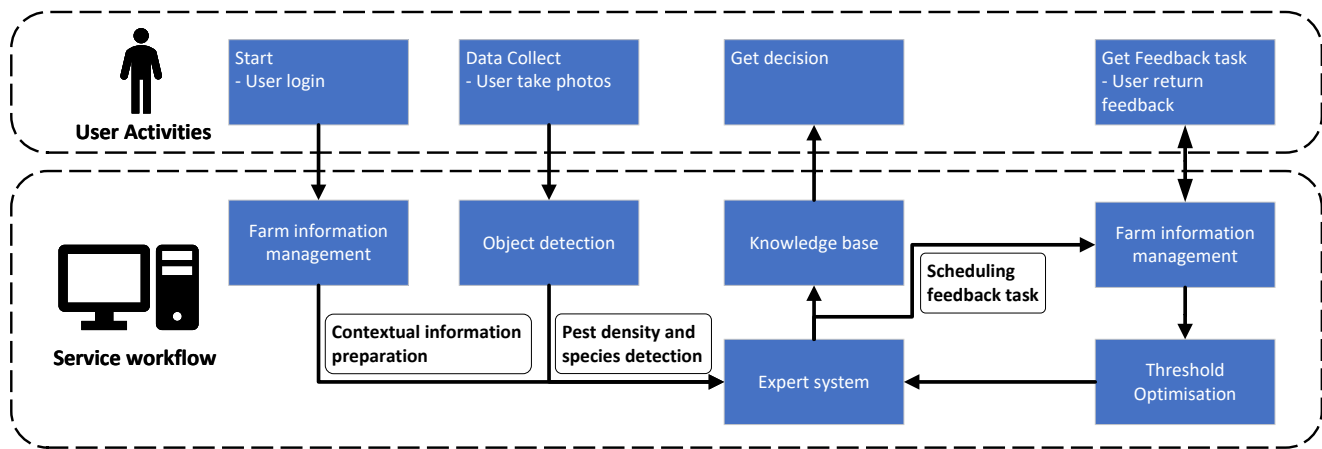 Start
- User login
Data Collect
- User take photos
Get decision
Get Feedback task
- User return
feedback
User Activities
Farm information
management
Object detection
Knowledge base
Farm information
management
Scheduling
feedback task
Contextual information
preparation
Pest density and
species detection
Service workflow
Expert system
Threshold
Optimisation